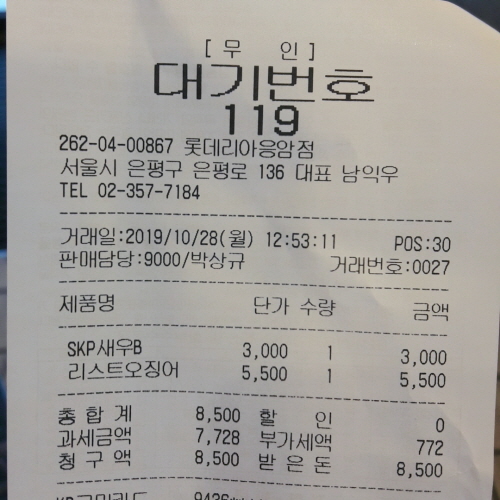 [무 인]
대기번호
119
262-04-00867 롯데리아응암점
서울시 은평구 은평로 136 대표 남익우
TEL 02-357-7184
거래일:2019/10/28(월) 12:53:11 POS:30
판매담당:9000/박상규 거래번호:0027
제품명 단가 수량 금액
SKP새우B 3,000 1 3,000
리스트오징어 5,500 1 5,500
총 합 계 8,500 할 인 0
과세금액 7,728 부가세액 772
청 구 액 8,500 받 은 돈 8,500